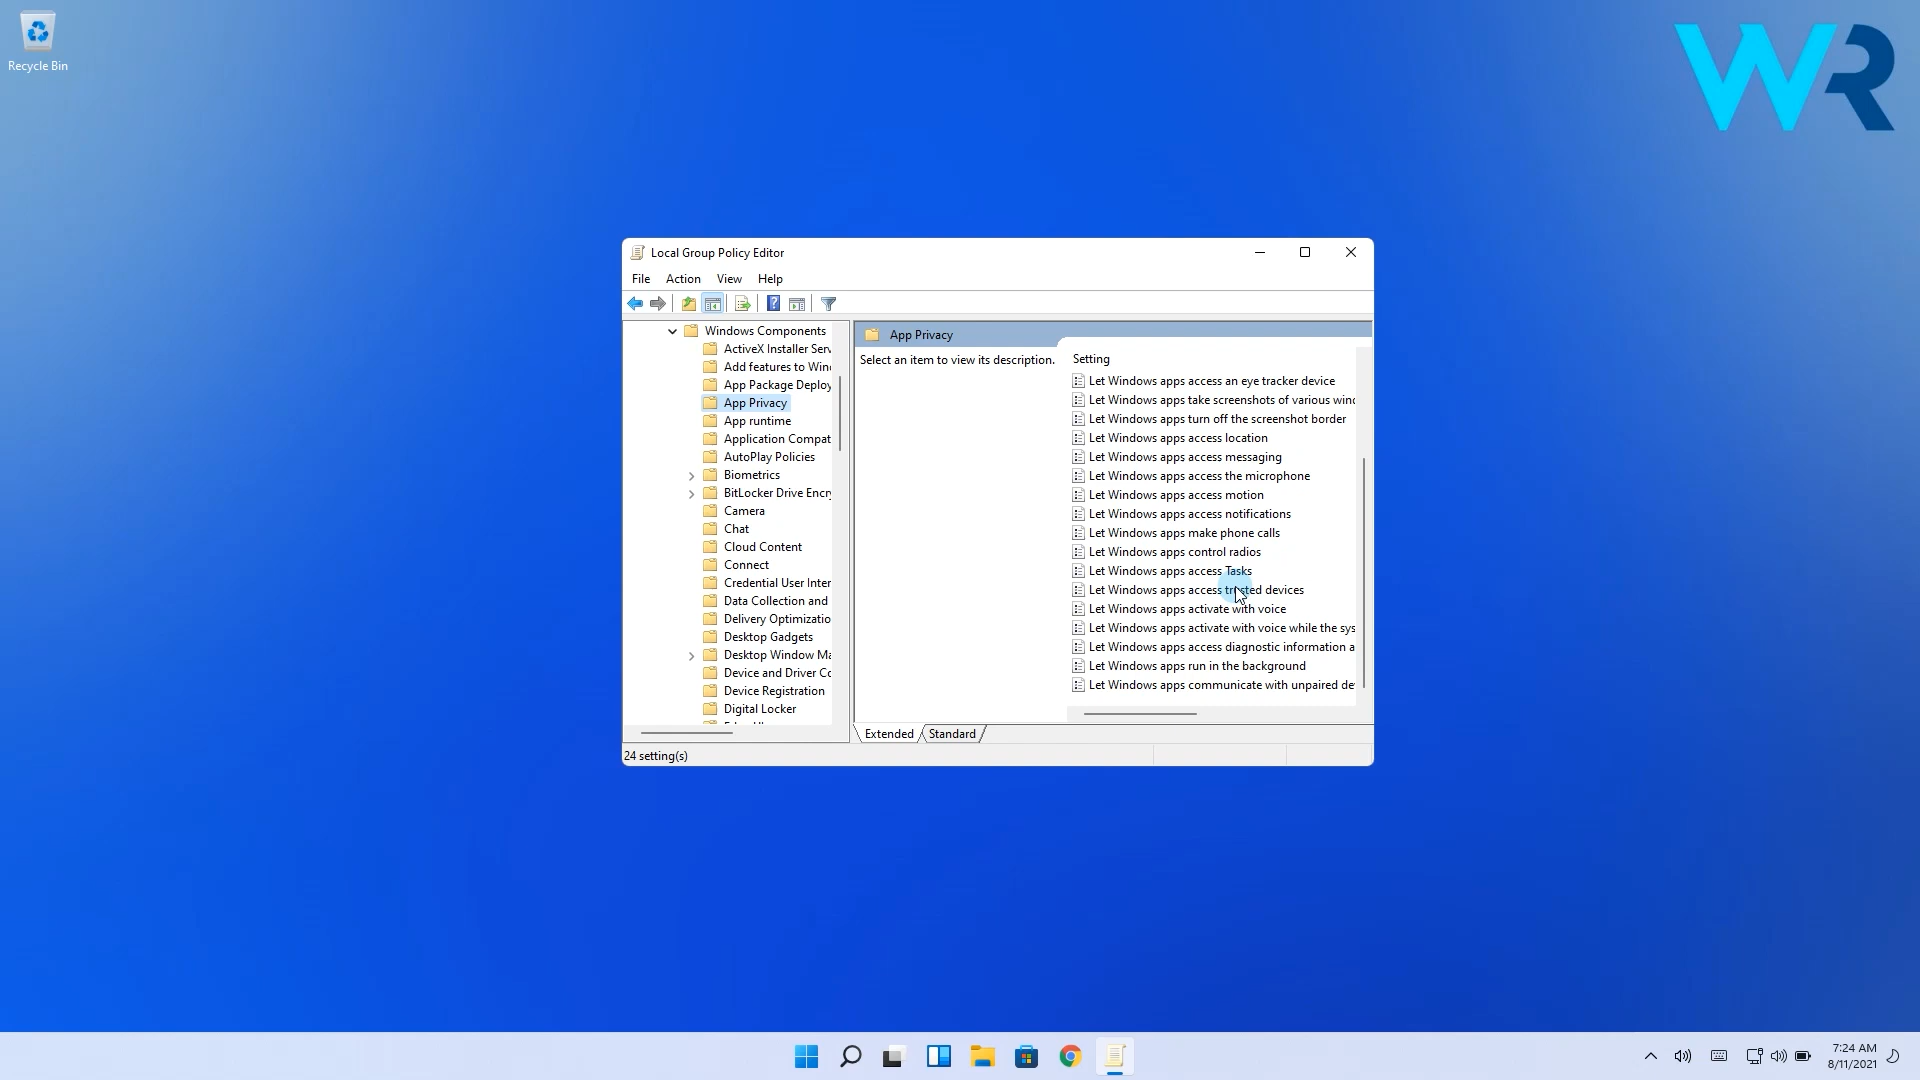 Recycle Bin
WR
Local Group Policy Editor
File Action View Help
Windows Components
ActiveX Installer Serv
Add features to Wind
App Package Deploy
App Privacy
App runtime
Application Compat
AutoPlay Policies
Biometrics
BitLocker Drive Encry
Camera
Chat
Cloud Content
Connect
Credential User Inter
Data Collection and
Delivery Optimizatio
Desktop Gadgets
Desktop Window Ma
Device and Driver Co
Device Registration
Digital Locker
App Privacy
Select an item to view its description.
Setting
Let Windows apps access an eye tracker device
Let Windows apps take screenshots of various wind
Let Windows apps turn off the screenshot border
Let Windows apps access location
Let Windows apps access messaging
Let Windows apps access the microphone
Let Windows apps access motion
Let Windows apps access notifications
Let Windows apps make phone calls
Let Windows apps control radios
Let Windows apps access Tasks
Let Windows apps access trusted devices
Let Windows apps activate with voice
Let Windows apps activate with voice while the sys
Let Windows apps access diagnostic information a
Let Windows apps run in the background
Let Windows apps communicate with unpaired de
Extended Standard
24 setting(s)
7:24 AM
8/11/2021